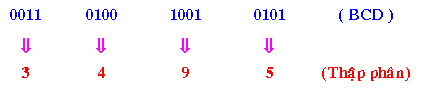 0011 0100 1001 0101 ( BCD )
⇓ ⇓ ⇓ ⇓
3 4 9 5 (Thập phân)